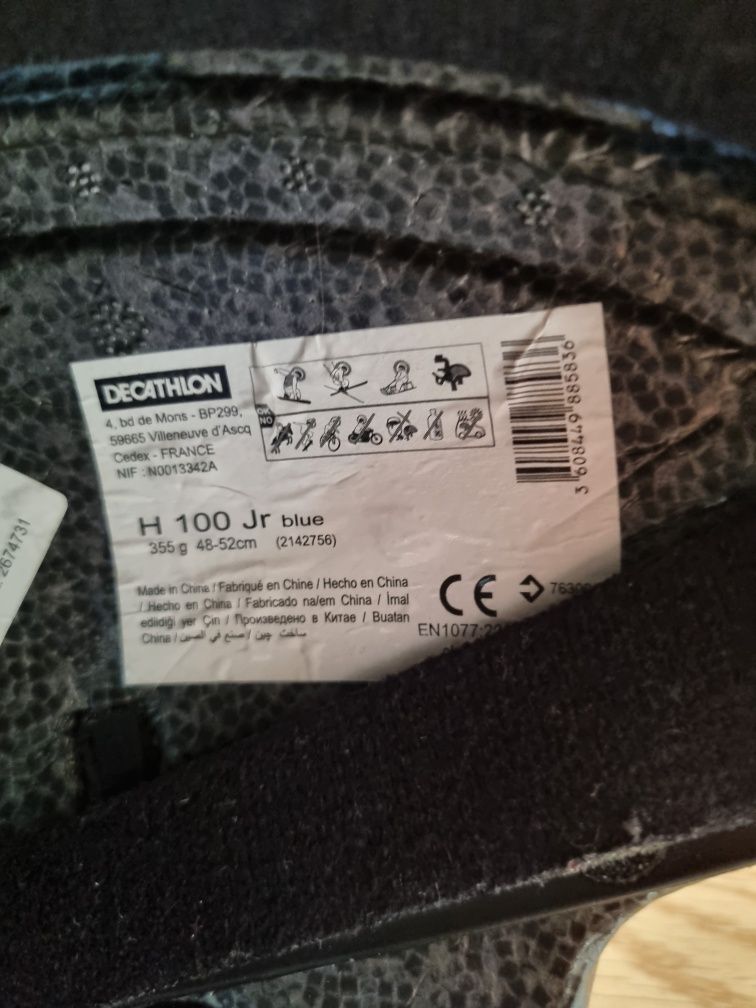 DECATHLON
4, bd de Mons - BP299,
59665 Villeneuve d'Ascq
Cedex - FRANCE
NIF : N0013342A
OK
NO
3 608449 885836
H 100 Jr blue
355 g 48-52cm (2142756)
Made in China / Fabriqué en Chine / Hecho en China
/ Hecho en China / Fabricado na/em China / İmal
edildiği yer Çin / Произведено в Китае / Buatan
China / ساخت چین / صنع في الصين
CE
EN1077:
2674731